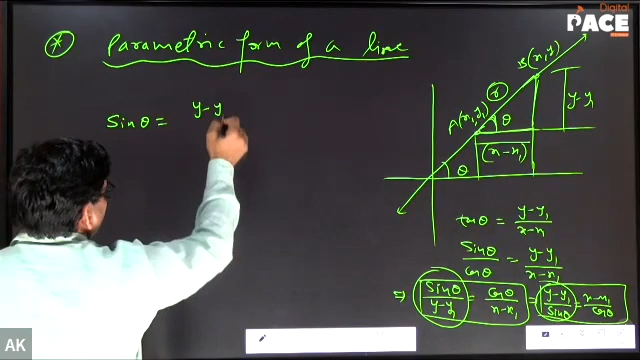 Digital
PACE
* Parametric form of a line
B(x,y)
A(x₁,y₁)
r
θ
y-y₁
(x-x₁)
θ
sinθ = y-y
tanθ = y-y₁/x-x₁
sinθ/cosθ = y-y₁/x-x₁
⇒ sinθ/y-y₁ = cosθ/x-x₁ = y-y₁/sinθ = x-x₁/cosθ
AK